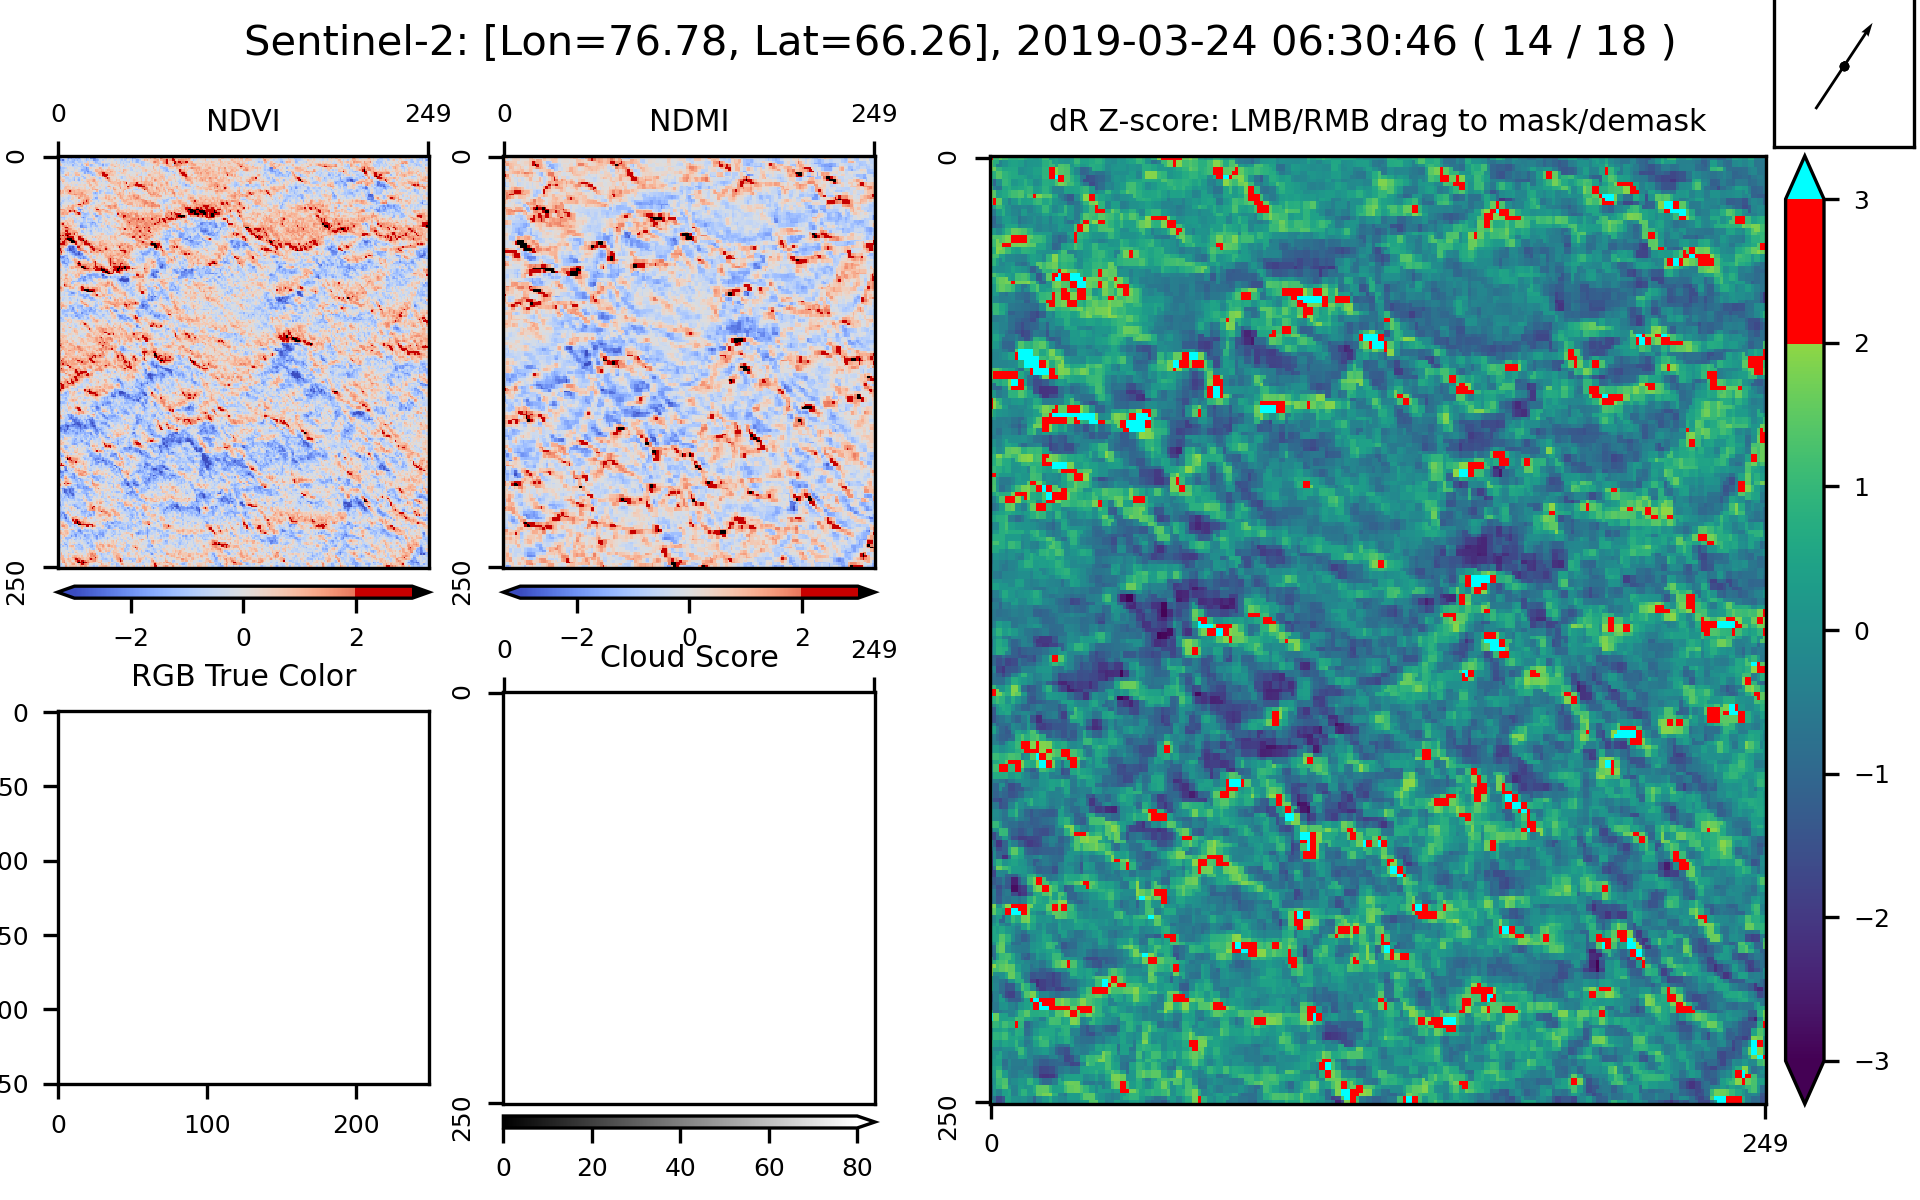 Sentinel-2: [Lon=76.78, Lat=66.26], 2019-03-24 06:30:46 ( 14 / 18 )
0 NDVI 249
0 NDMI 249
dR Z-score: LMB/RMB drag to mask/demask
0
250
−2 0 2
0
250
−2 0 2
0
250
0 249
3
2
1
0
−1
−2
−3
RGB True Color
0
50
00
50
00
50
0 100 200
0 Cloud Score 249
0
250
0 20 40 60 80